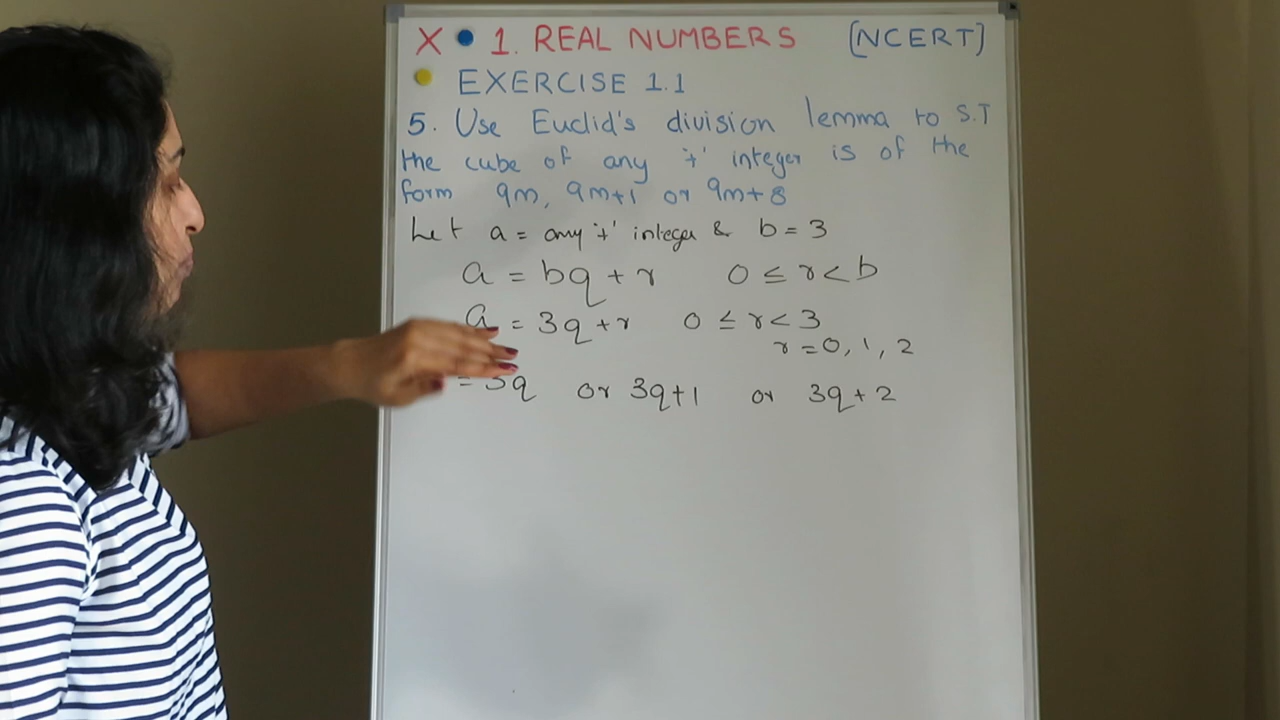 X • 1. REAL NUMBERS [NCERT]
• EXERCISE 1.1
5. Use Euclid's division lemma to S.T
the cube of any '+' integer is of the
form 9m, 9m+1 or 9m+8
Let a = any '+' integer & b = 3
a = bq + r 0 ≤ r < b
a = 3q + r 0 ≤ r < 3
r = 0, 1, 2
= 3q or 3q+1 or 3q + 2